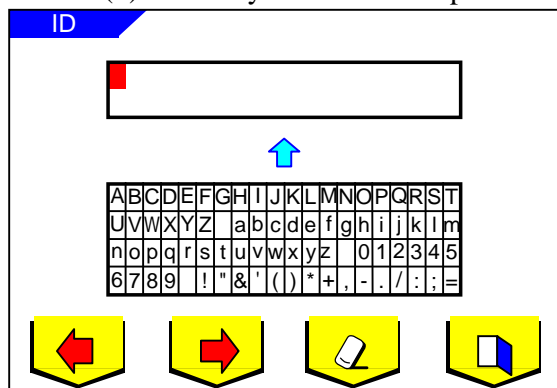 ID
ABCDEFGHIJKLMNOPQRST
UVWXYZ abcdefghijklm
nopqrstuvwxyz 012345
6789 !"&'()*+,-./:;=